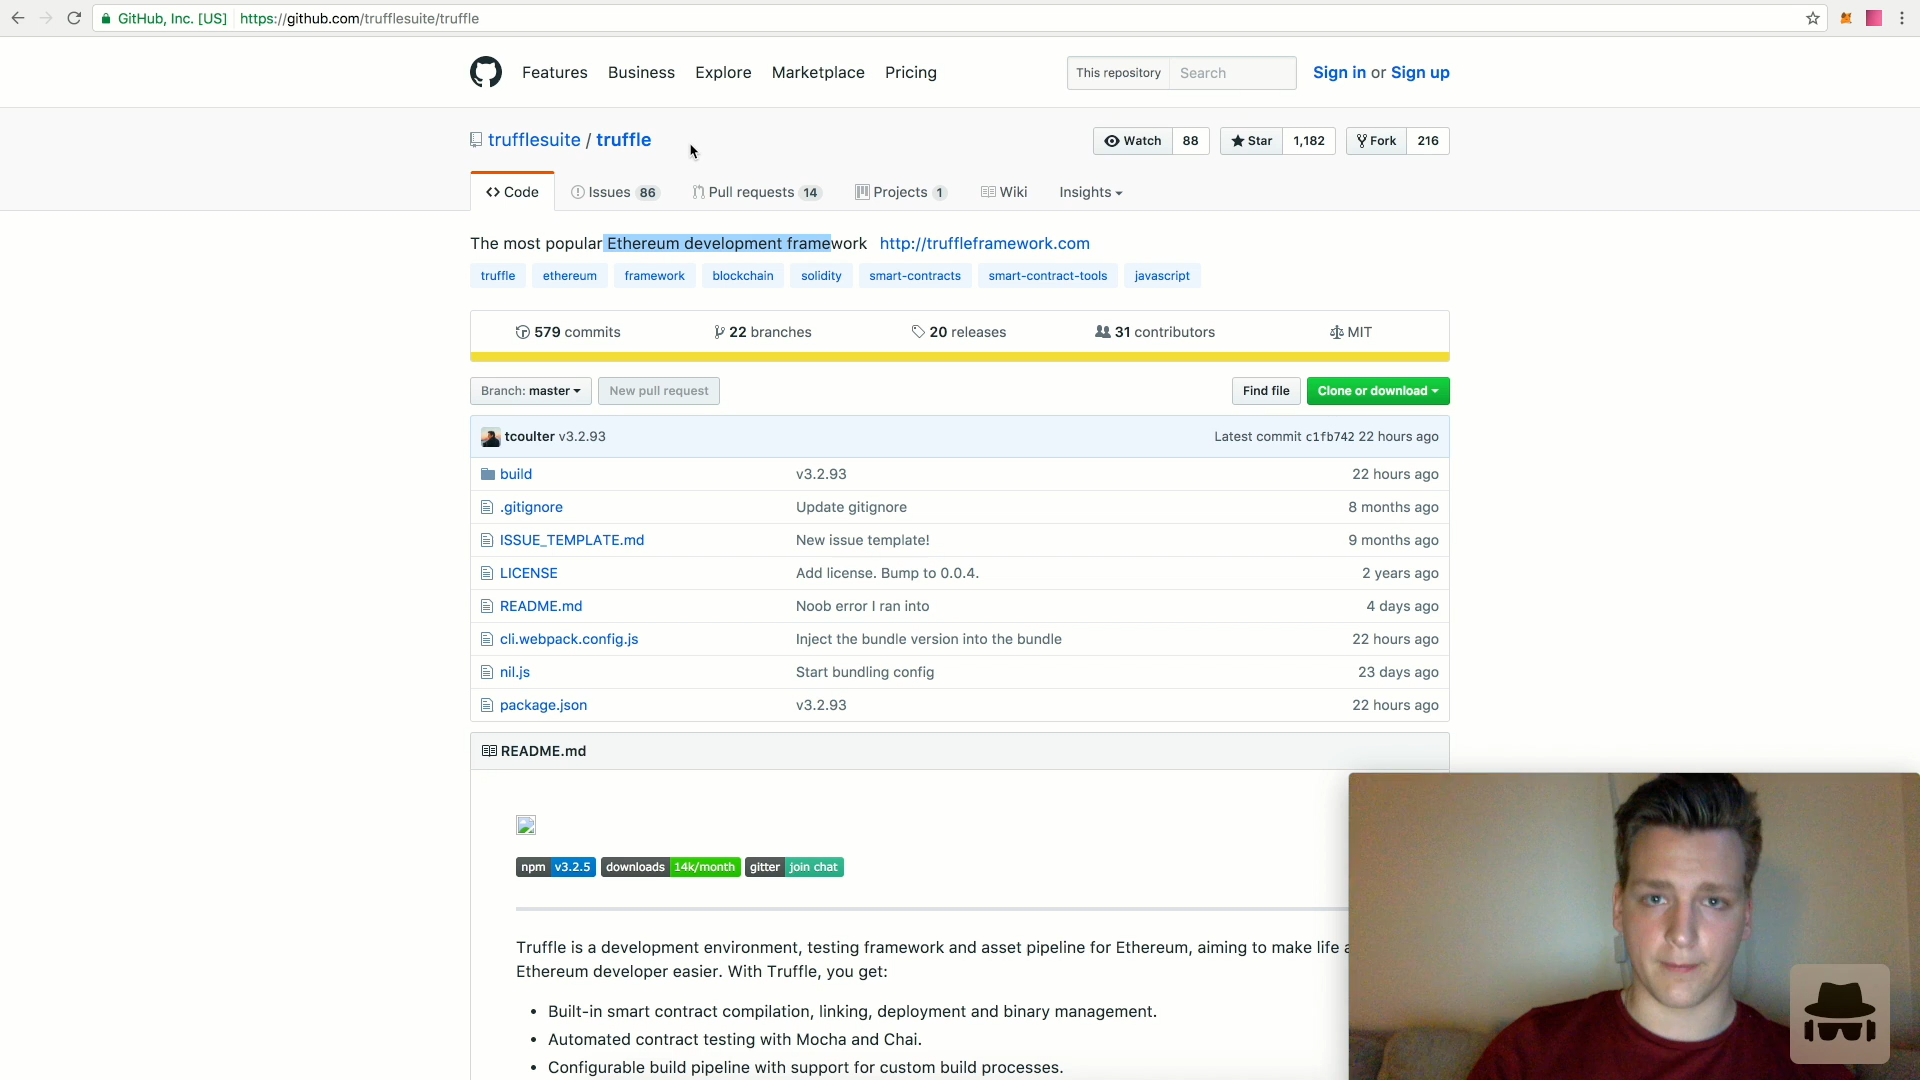 GitHub, Inc. [US] https://github.com/trufflesuite/truffle
Features Business Explore Marketplace Pricing This repository Search Sign in or Sign up
trufflesuite / truffle Watch 88 Star 1,182 Fork 216
Code Issues 86 Pull requests 14 Projects 1 Wiki Insights
The most popular Ethereum development framework http://truffleframework.com
truffle ethereum framework blockchain solidity smart-contracts smart-contract-tools javascript
579 commits 22 branches 20 releases 31 contributors MIT
Branch: master New pull request Find file Clone or download
tcoulter v3.2.93 Latest commit c1fb742 22 hours ago
build v3.2.93 22 hours ago
.gitignore Update gitignore 8 months ago
ISSUE_TEMPLATE.md New issue template! 9 months ago
LICENSE Add license. Bump to 0.0.4. 2 years ago
README.md Noob error I ran into 4 days ago
cli.webpack.config.js Inject the bundle version into the bundle 22 hours ago
nil.js Start bundling config 23 days ago
package.json v3.2.93 22 hours ago
README.md
npm v3.2.5 downloads 14k/month gitter join chat
Truffle is a development environment, testing framework and asset pipeline for Ethereum, aiming to make life a
Ethereum developer easier. With Truffle, you get:
• Built-in smart contract compilation, linking, deployment and binary management.
• Automated contract testing with Mocha and Chai.
• Configurable build pipeline with support for custom build processes.